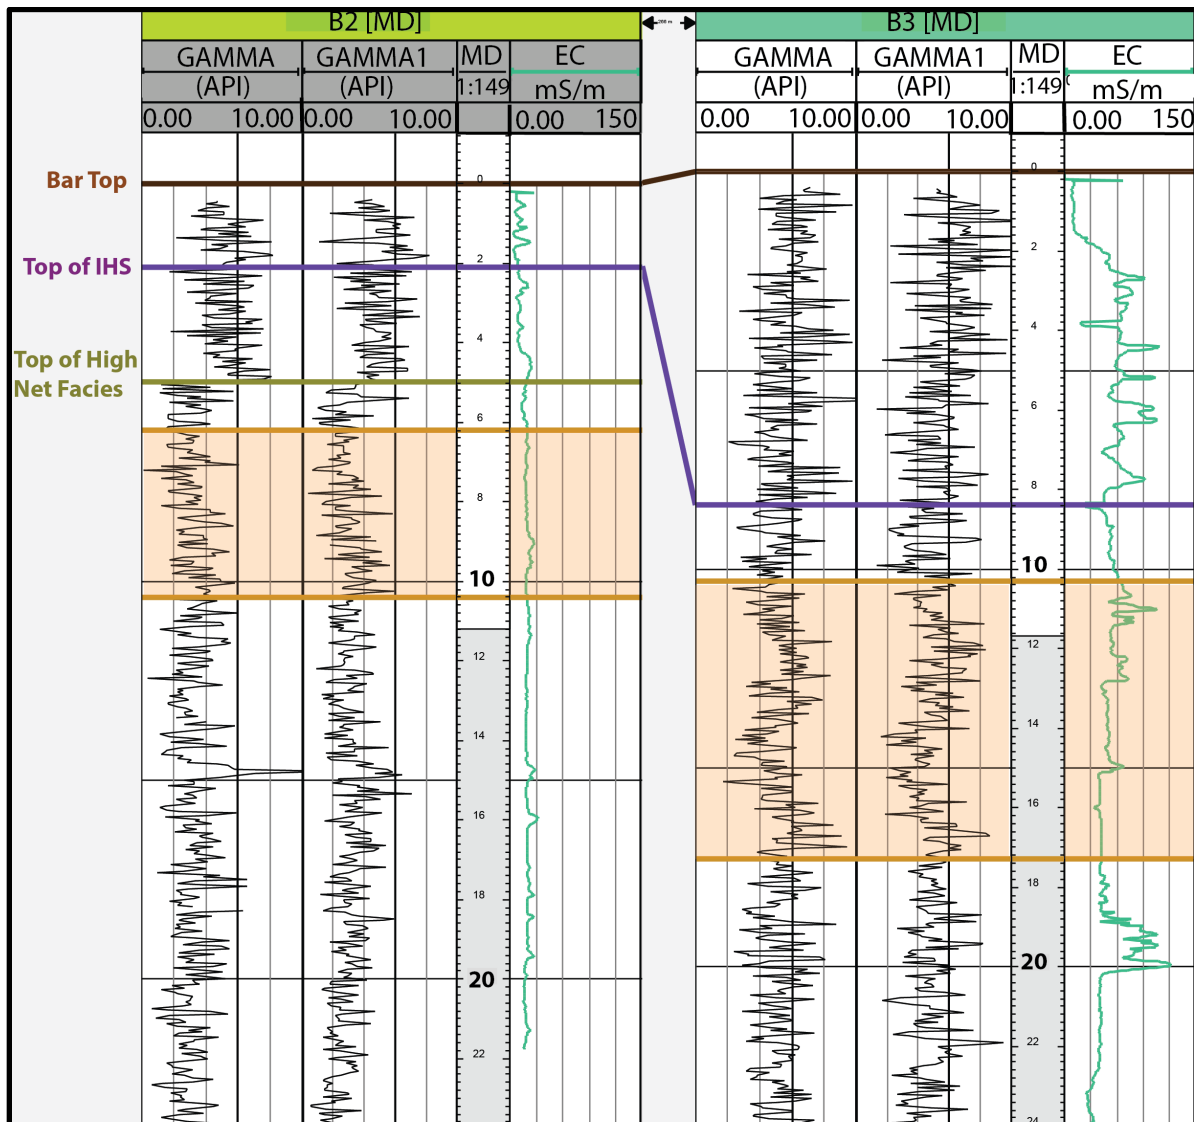 B2 [MD]
B3 [MD]
GAMMA GAMMA1 MD EC
(API) (API) 1:149 mS/m
0.00 10.00 0.00 10.00 0.00 150
GAMMA GAMMA1 MD EC
(API) (API) 1:149 mS/m
0.00 10.00 0.00 10.00 0.00 150
Bar Top
Top of IHS
Top of High
Net Facies
0
2
4
6
8
10
12
14
16
18
20
22
0
2
4
6
8
10
12
14
16
18
20
22
24